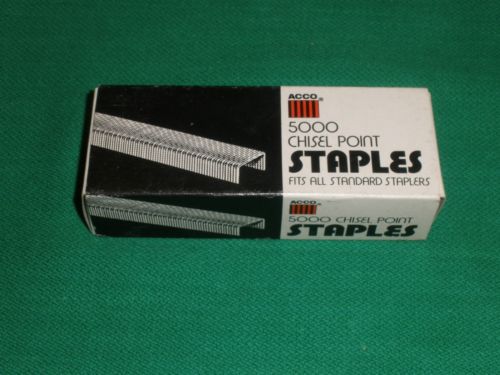 ACCO®
5000
CHISEL POINT
STAPLES
FITS ALL STANDARD STAPLERS
ACCO®
5000 CHISEL POINT
STAPLES